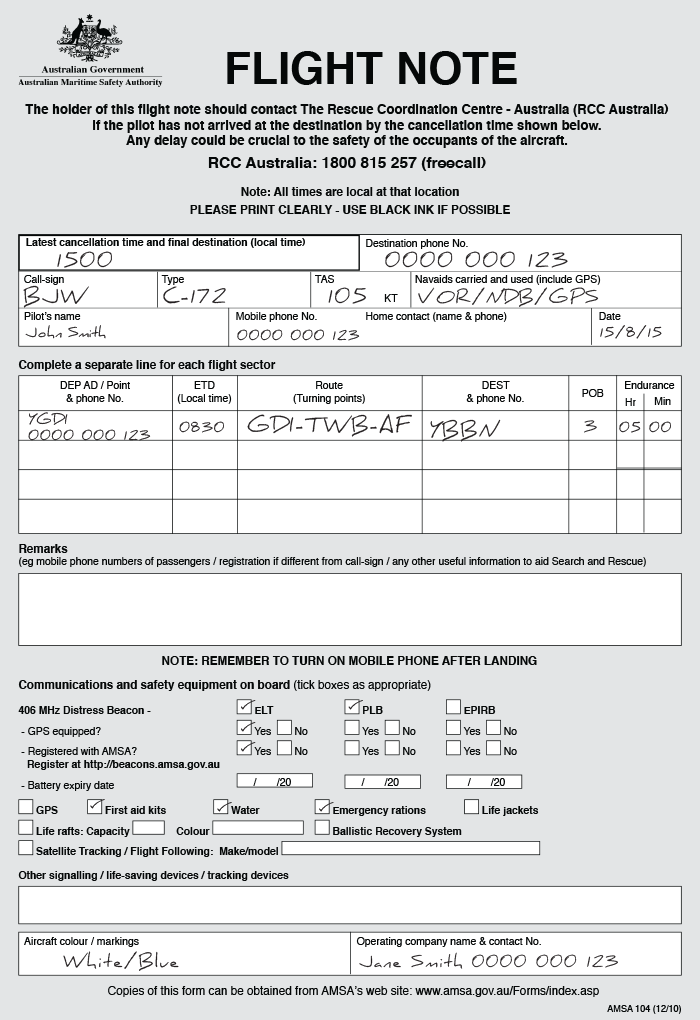 Australian Government
Australian Maritime Safety Authority
FLIGHT NOTE
The holder of this flight note should contact The Rescue Coordination Centre - Australia (RCC Australia)
if the pilot has not arrived at the destination by the cancellation time shown below.
Any delay could be crucial to the safety of the occupants of the aircraft.
RCC Australia: 1800 815 257 (freecall)
Note: All times are local at that location
PLEASE PRINT CLEARLY - USE BLACK INK IF POSSIBLE
Latest cancellation time and final destination (local time) Destination phone No.
1500 0000 000 123
Call-sign Type TAS Navaids carried and used (include GPS)
BJW C-172 105 KT VOR/NDB/GPS
Pilot's name Mobile phone No. Home contact (name & phone) Date
John Smith 0000 000 123 15/8/15
Complete a separate line for each flight sector
DEP AD / Point ETD Route DEST POB Endurance
& phone No. (Local time) (Turning points) & phone No. Hr Min
YGDI
0000 000 123 0830 GDI-TWB-AF YBBN 3 05 00
Remarks
(eg mobile phone numbers of passengers / registration if different from call-sign / any other useful information to aid Search and Rescue)
NOTE: REMEMBER TO TURN ON MOBILE PHONE AFTER LANDING
Communications and safety equipment on board (tick boxes as appropriate)
406 MHz Distress Beacon - ELT PLB EPIRB
- GPS equipped? Yes No Yes No Yes No
- Registered with AMSA? Yes No Yes No Yes No
Register at http://beacons.amsa.gov.au
- Battery expiry date / /20 / /20 / /20
GPS First aid kits Water Emergency rations Life jackets
Life rafts: Capacity Colour Ballistic Recovery System
Satellite Tracking / Flight Following: Make/model
Other signalling / life-saving devices / tracking devices
Aircraft colour / markings Operating company name & contact No.
White/Blue Jane Smith 0000 000 123
Copies of this form can be obtained from AMSA's web site: www.amsa.gov.au/Forms/index.asp
AMSA 104 (12/10)